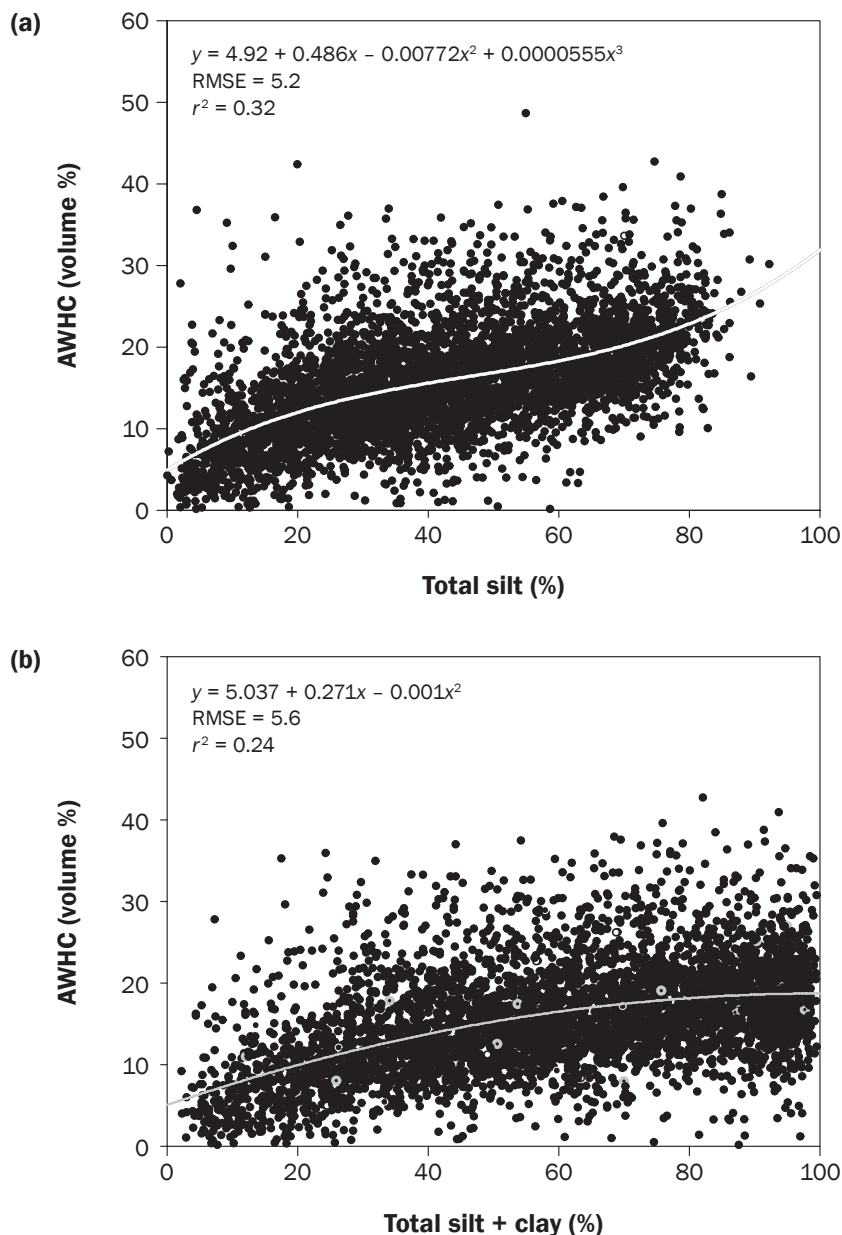 (a)
60
50
40
30
20
10
0
AWHC (volume %)
y = 4.92 + 0.486x – 0.00772x² + 0.0000555x³
RMSE = 5.2
r² = 0.32
0 20 40 60 80 100
Total silt (%)
(b)
60
50
40
30
20
10
0
AWHC (volume %)
y = 5.037 + 0.271x – 0.001x²
RMSE = 5.6
r² = 0.24
0 20 40 60 80 100
Total silt + clay (%)